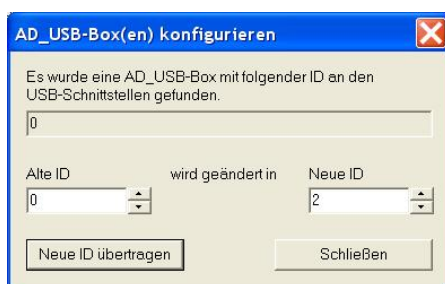 AD_USB-Box(en) konfigurieren
Es wurde eine AD_USB-Box mit folgender ID an den
USB-Schnittstellen gefunden.
0
Alte ID wird geändert in Neue ID
0 2
Neue ID übertragen Schließen